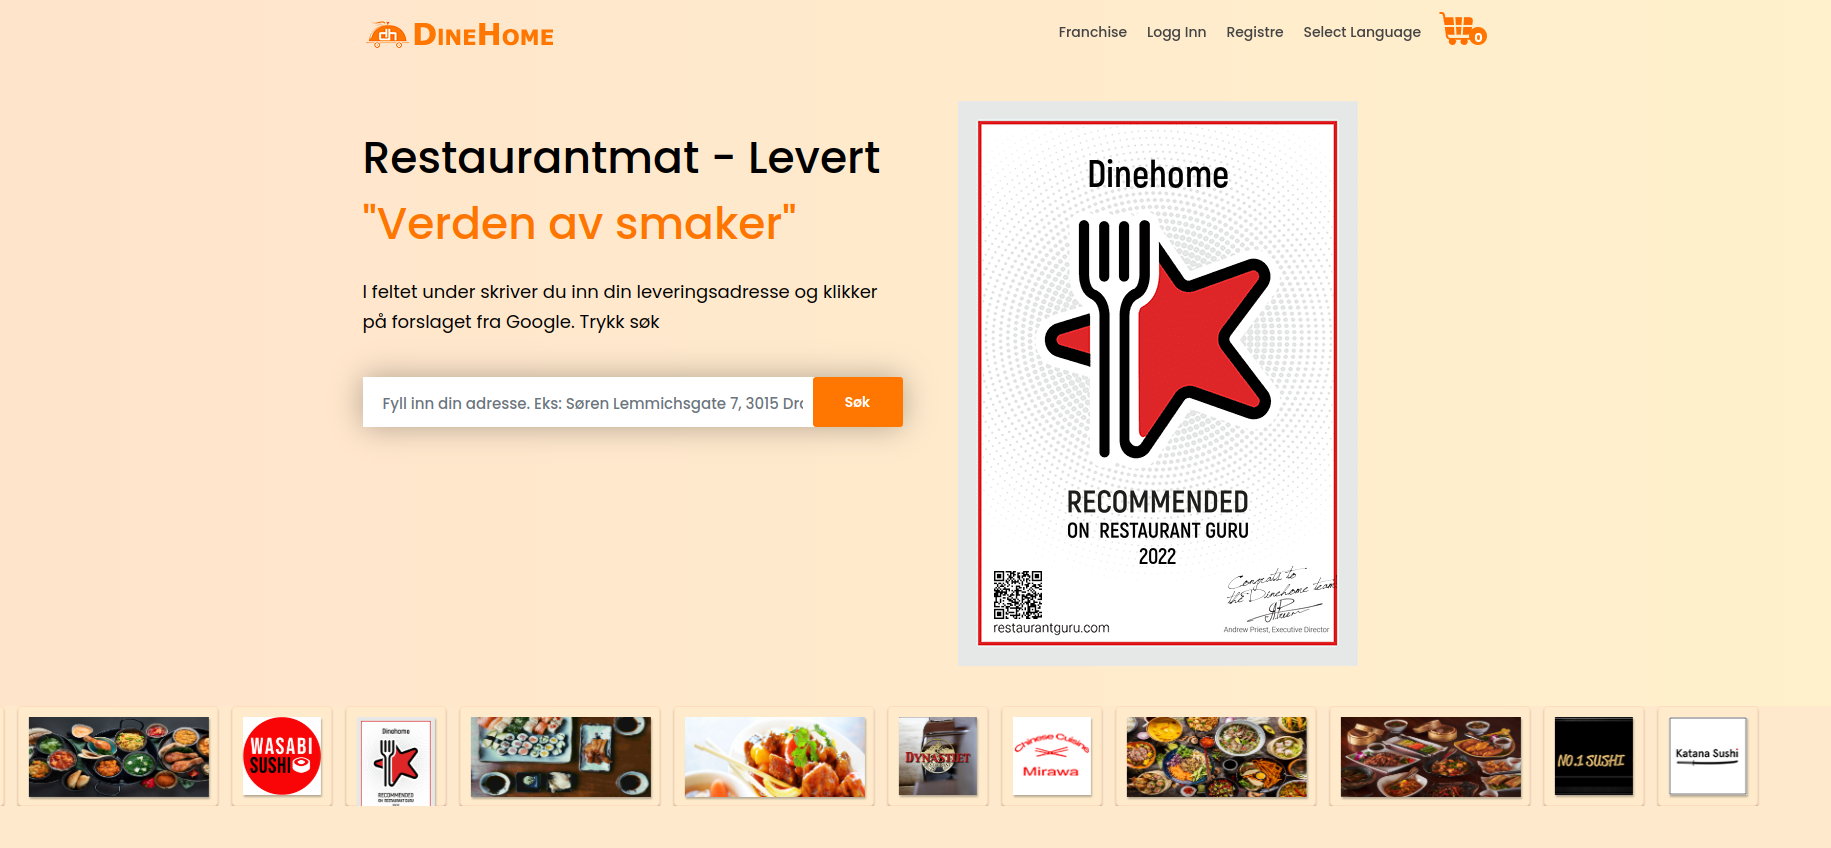 dh DINEHOME
Franchise Logg Inn Registre Select Language 0
Restaurantmat - Levert
"Verden av smaker"
I feltet under skriver du inn din leveringsadresse og klikker
på forslaget fra Google. Trykk søk
Fyll inn din adresse. Eks: Søren Lemmichsgate 7, 3015 Dr
Søk
Dinehome
RECOMMENDED
ON RESTAURANT GURU
2022
Congrats to
the Dinehome team
restaurantguru.com
Andrew Priest, Executive Director
WASABI
SUSHI
Dinehome
RECOMMENDED
ON RESTAURANT GURU
DYNASTIET
Chinese Cuisine
Mirawa
NO.1 SUSHI
Katana Sushi